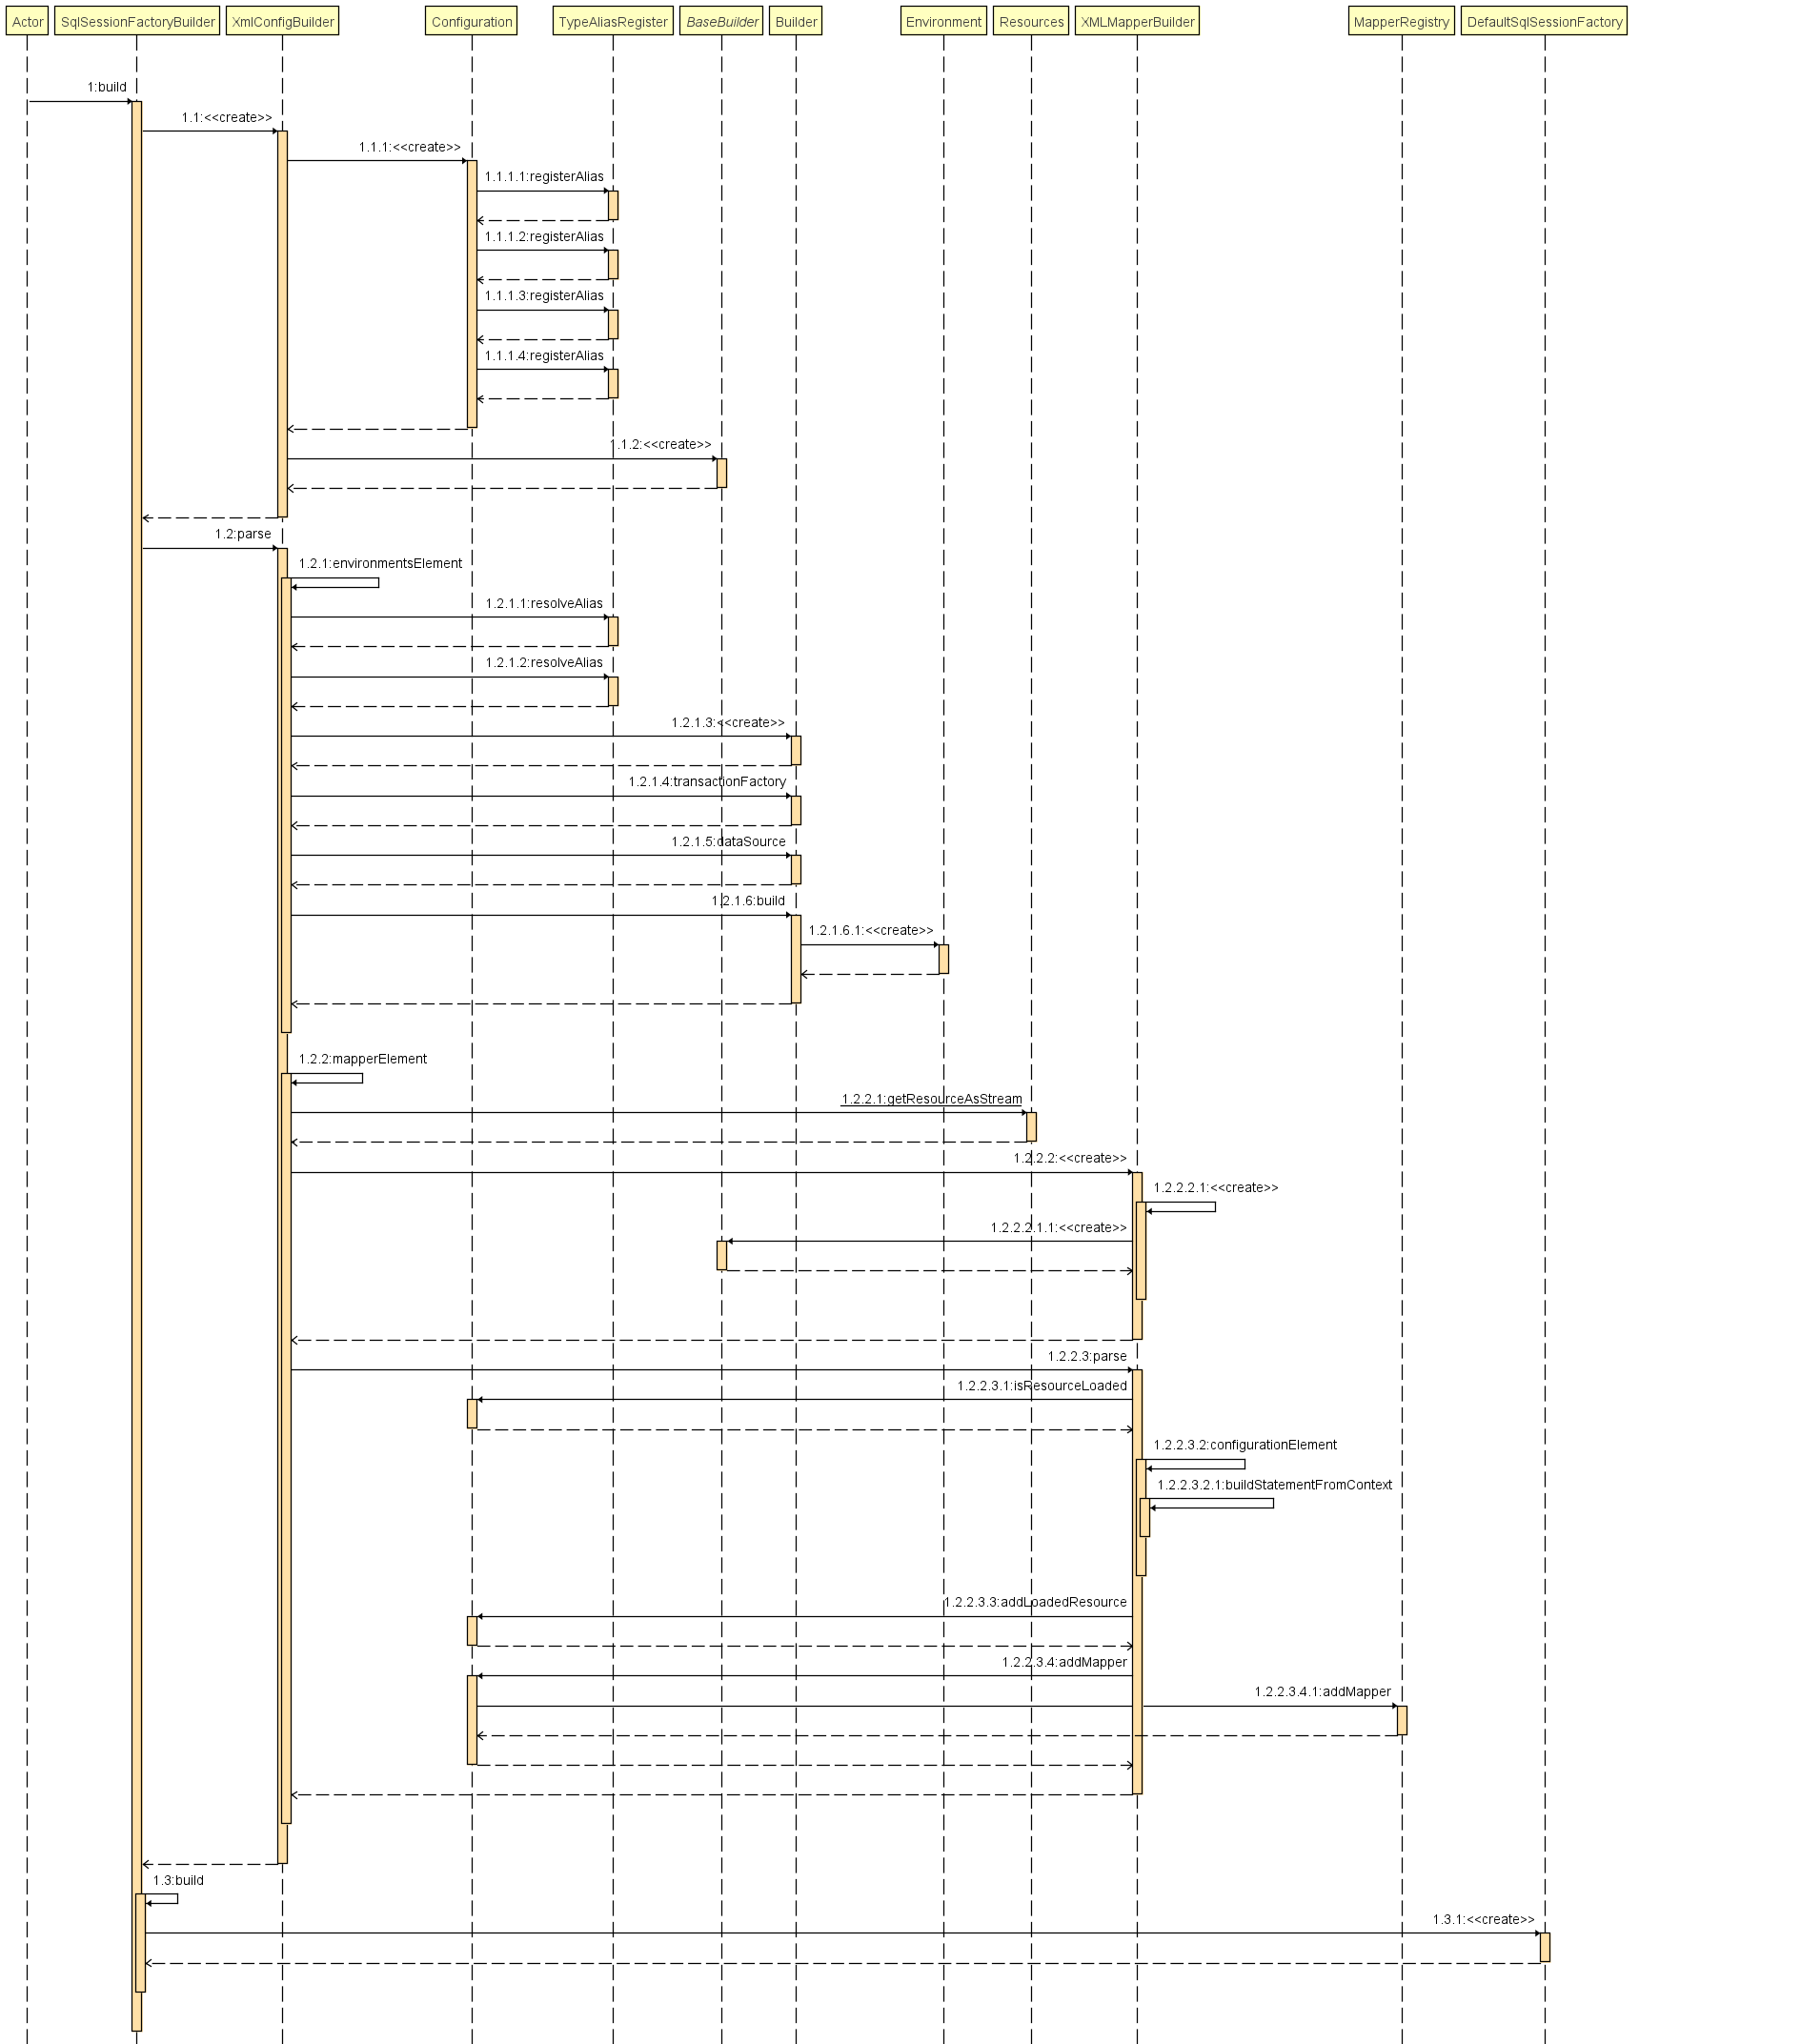 Actor
SqlSessionFactoryBuilder
XmlConfigBuilder
Configuration
TypeAliasRegister
BaseBuilder
Builder
Environment
Resources
XMLMapperBuilder
MapperRegistry
DefaultSqlSessionFactory
1:build
1.1:<<create>>
1.1.1:<<create>>
1.1.1.1:registerAlias
1.1.1.2:registerAlias
1.1.1.3:registerAlias
1.1.1.4:registerAlias
1.1.2:<<create>>
1.2:parse
1.2.1:environmentsElement
1.2.1.1:resolveAlias
1.2.1.2:resolveAlias
1.2.1.3:<<create>>
1.2.1.4:transactionFactory
1.2.1.5:dataSource
1.2.1.6:build
1.2.1.6.1:<<create>>
1.2.2:mapperElement
1.2.2.1:getResourceAsStream
1.2.2.2:<<create>>
1.2.2.2.1:<<create>>
1.2.2.2.1.1:<<create>>
1.2.2.3:parse
1.2.2.3.1:isResourceLoaded
1.2.2.3.2:configurationElement
1.2.2.3.2.1:buildStatementFromContext
1.2.2.3.3:addLoadedResource
1.2.2.3.4:addMapper
1.2.2.3.4.1:addMapper
1.3:build
1.3.1:<<create>>